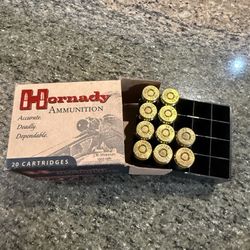 Hornady
AMMUNITION
Accurate.
Deadly.
Dependable.
20 CARTRIDGES